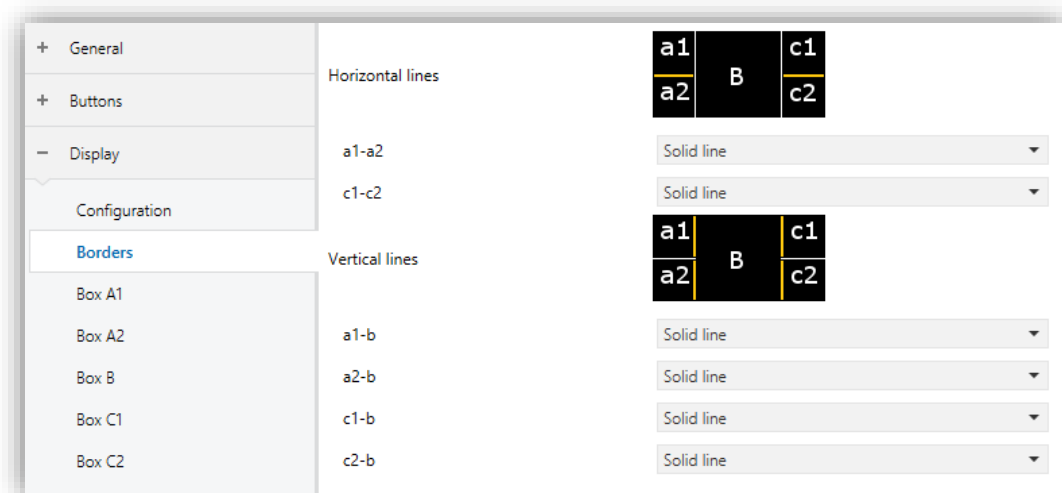 + General
+ Buttons
− Display
Configuration
Borders
Box A1
Box A2
Box B
Box C1
Box C2
Horizontal lines
a1 B c1
a2 c2
a1-a2 Solid line
c1-c2 Solid line
Vertical lines
a1 B c1
a2 c2
a1-b Solid line
a2-b Solid line
c1-b Solid line
c2-b Solid line